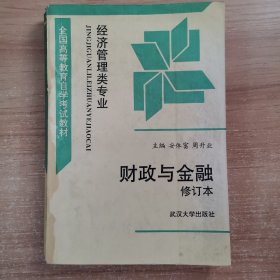 全国高等教育自学考试教材
经济管理类专业
JINGJIGUANLILEIZHUANYEJIAOCAI
主编 安体富 周升业
财政与金融
修订本
武汉大学出版社